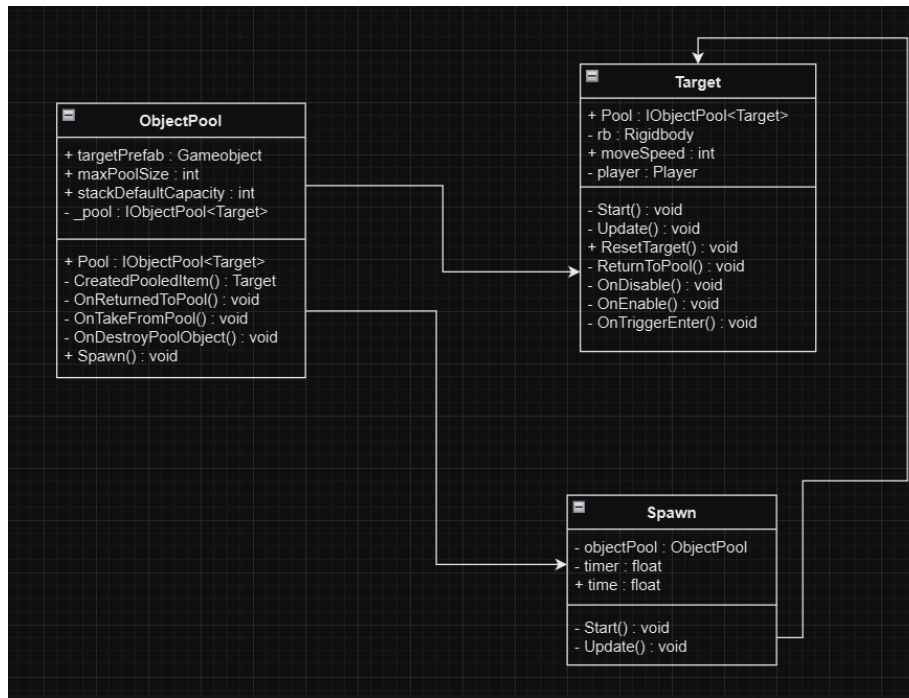 ObjectPool
+ targetPrefab : Gameobject
+ maxPoolSize : int
+ stackDefaultCapacity : int
- _pool : IObjectPool<Target>
+ Pool : IObjectPool<Target>
- CreatedPooledItem() : Target
- OnReturnedToPool() : void
- OnTakeFromPool() : void
- OnDestroyPoolObject() : void
+ Spawn() : void
Target
+ Pool : IObjectPool<Target>
- rb : Rigidbody
+ moveSpeed : int
- player : Player
- Start() : void
- Update() : void
+ ResetTarget() : void
- ReturnToPool() : void
- OnDisable() : void
- OnEnable() : void
- OnTriggerEnter() : void
Spawn
- objectPool : ObjectPool
- timer : float
+ time : float
- Start() : void
- Update() : void